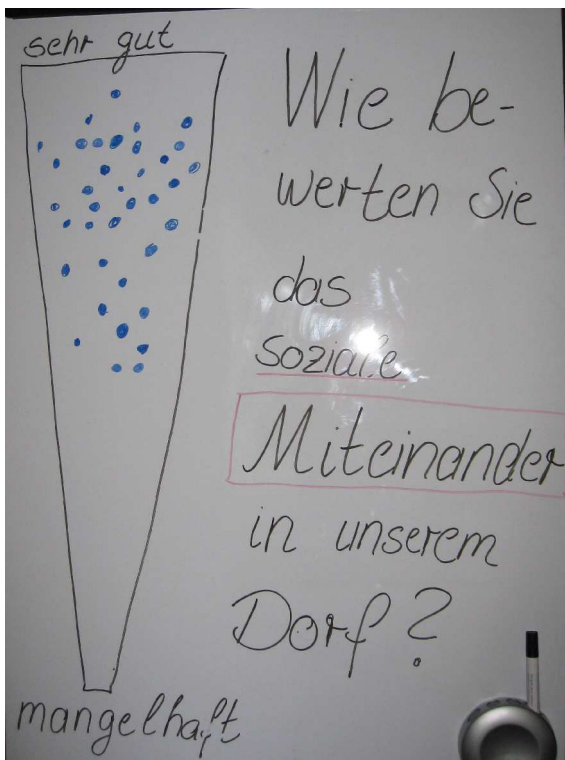 sehr gut
Wie be-
werten Sie
das
soziale
Miteinander
in unserem
Dorf?
mangelhaft